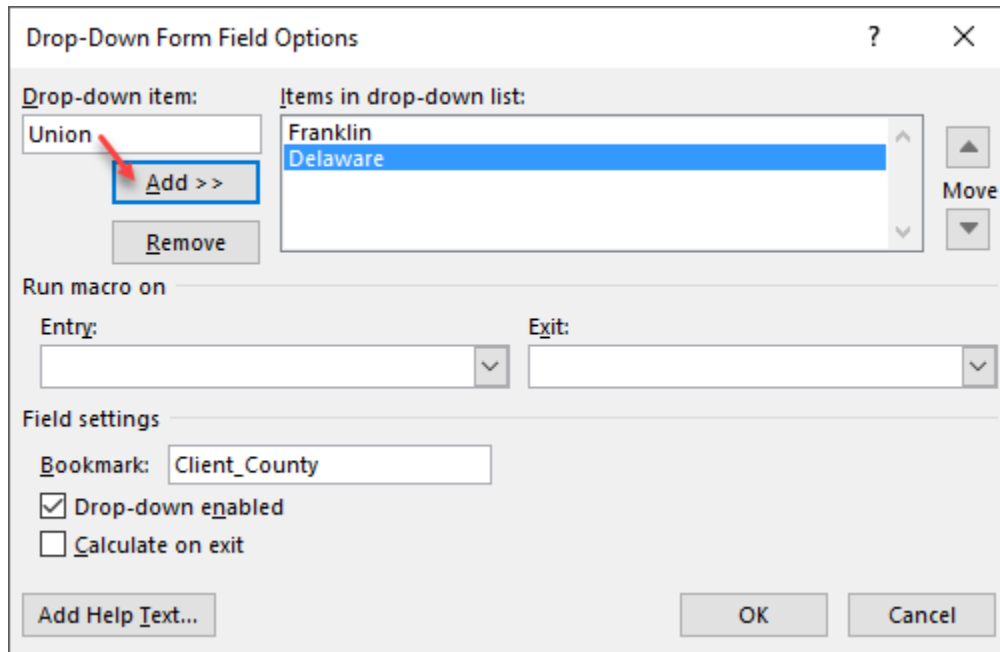 Drop-Down Form Field Options
Drop-down item:
Items in drop-down list:
Union
Franklin
Delaware
Add >>
Move
Remove
Run macro on
Entry:
Exit:
Field settings
Bookmark:
Client_County
Drop-down enabled
Calculate on exit
Add Help Text...
OK
Cancel